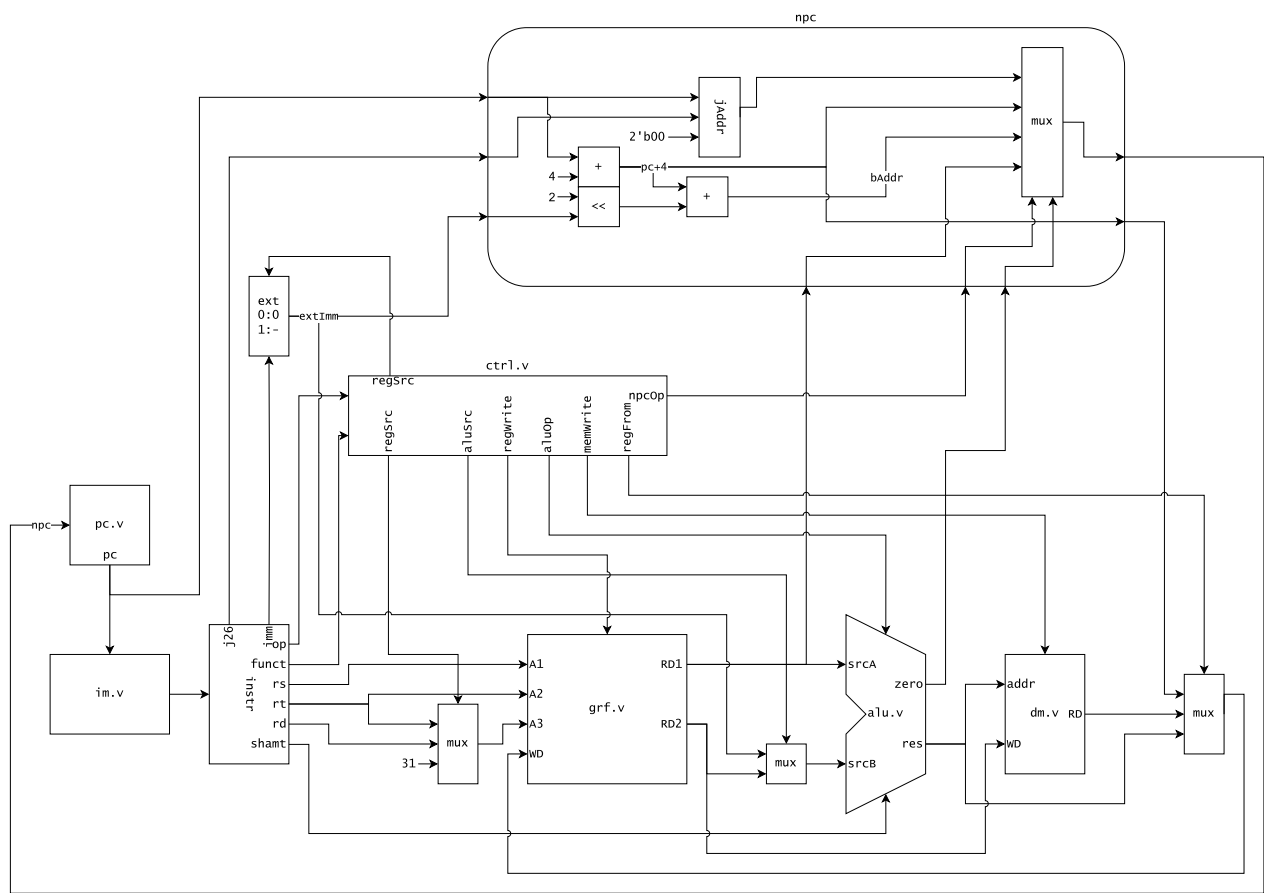 npc
jAddr
mux
2'b00
+
pc+4
4
2
<<
+
bAddr
ext
0:0
1:-
extImm
ctrl.v
regSrc
npcOp
regSrc
aluSrc
regWrite
aluOp
memWrite
regFrom
pc.v
npc
pc
j26
imm
op
funct
rs
rt
rd
shamt
instr
im.v
mux
31
A1
A2
A3
WD
RD1
RD2
grf.v
mux
srcA
srcB
zero
alu.v
res
addr
dm.v
RD
WD
mux